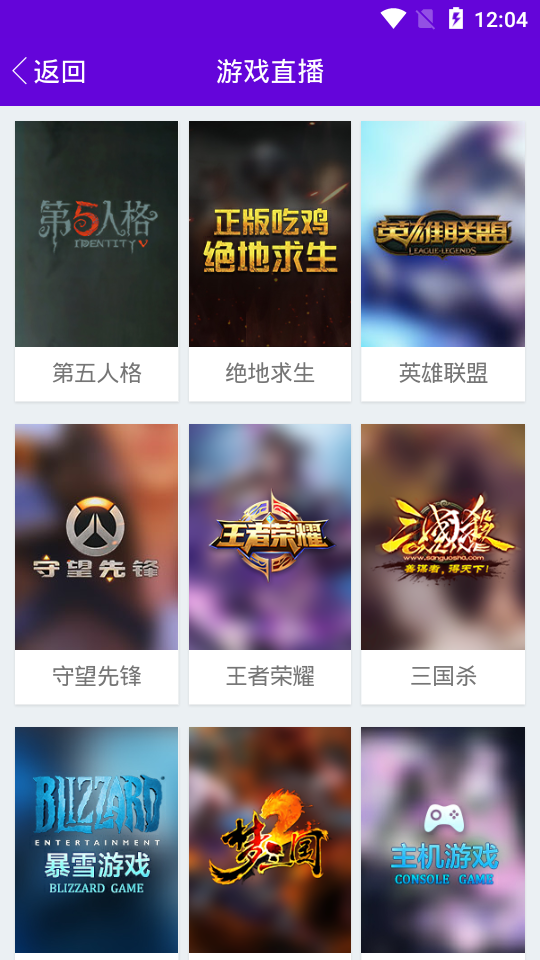 12:04
返回
游戏直播
第5人格
IDENTITY V
正版吃鸡
绝地求生
英雄联盟
LEAGUE OF LEGENDS
第五人格
绝地求生
英雄联盟
守望先锋
王者荣耀
三国杀
www.sanguosha.com
善谋者，得天下！
守望先锋
王者荣耀
三国杀
BLIZZARD
ENTERTAINMENT
暴雪游戏
BLIZZARD GAME
梦三国
2
主机游戏
CONSOLE GAME